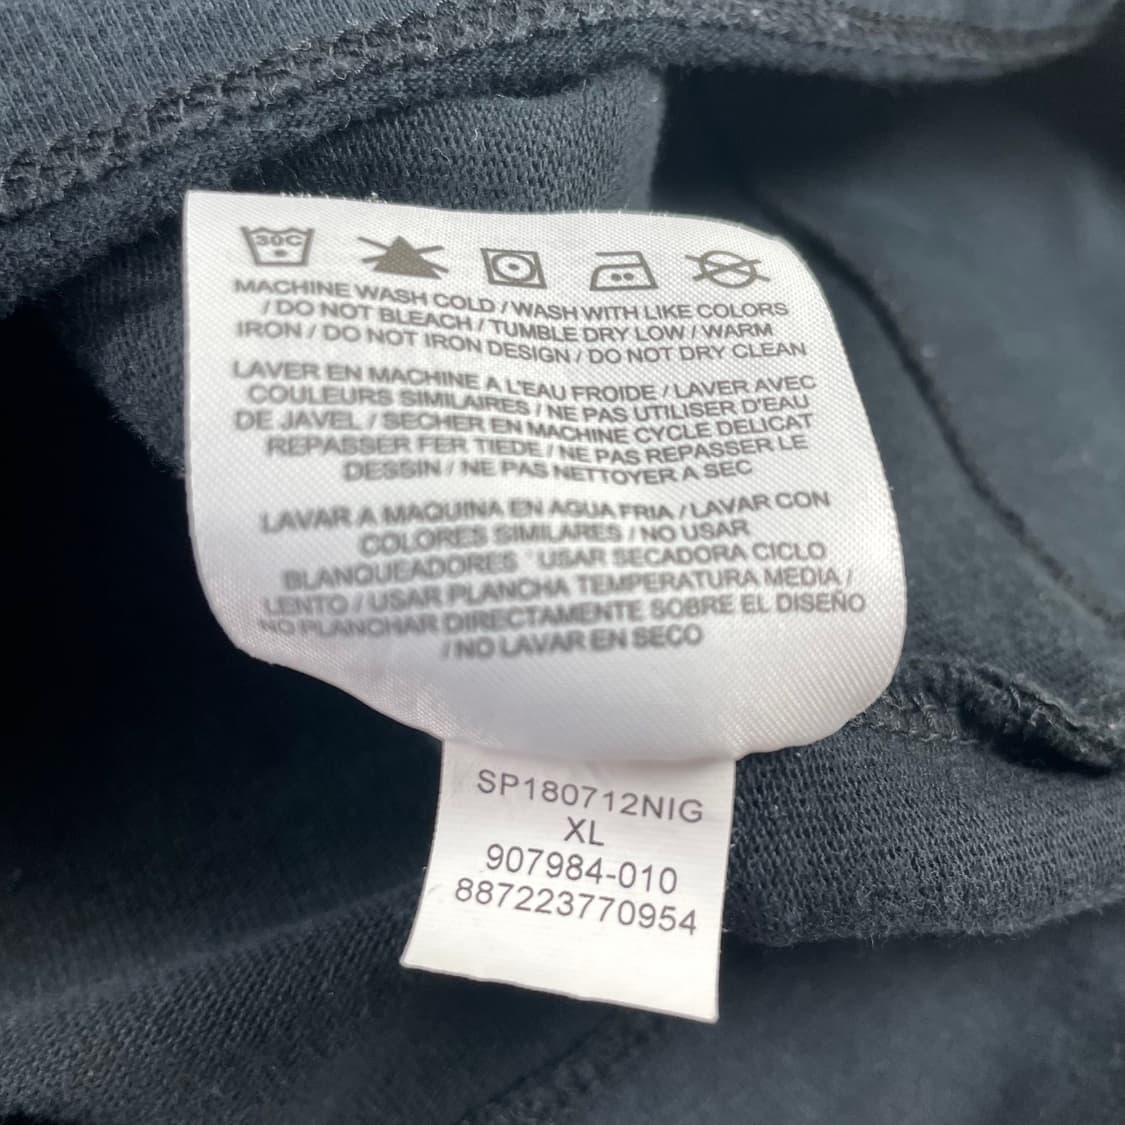 30C
MACHINE WASH COLD / WASH WITH LIKE COLORS
/ DO NOT BLEACH / TUMBLE DRY LOW / WARM
IRON / DO NOT IRON DESIGN / DO NOT DRY CLEAN
LAVER EN MACHINE A L'EAU FROIDE / LAVER AVEC
COULEURS SIMILAIRES / NE PAS UTILISER D'EAU
DE JAVEL / SECHER EN MACHINE CYCLE DELICAT
REPASSER FER TIEDE / NE PAS REPASSER LE
DESSIN / NE PAS NETTOYER A SEC
LAVAR A MAQUINA EN AGUA FRIA / LAVAR CON
COLORES SIMILARES / NO USAR
BLANQUEADORES USAR SECADORA CICLO
LENTO / USAR PLANCHA TEMPERATURA MEDIA /
NO PLANCHAR DIRECTAMENTE SOBRE EL DISEÑO
/ NO LAVAR EN SECO
SP180712NIG
XL
907984-010
887223770954